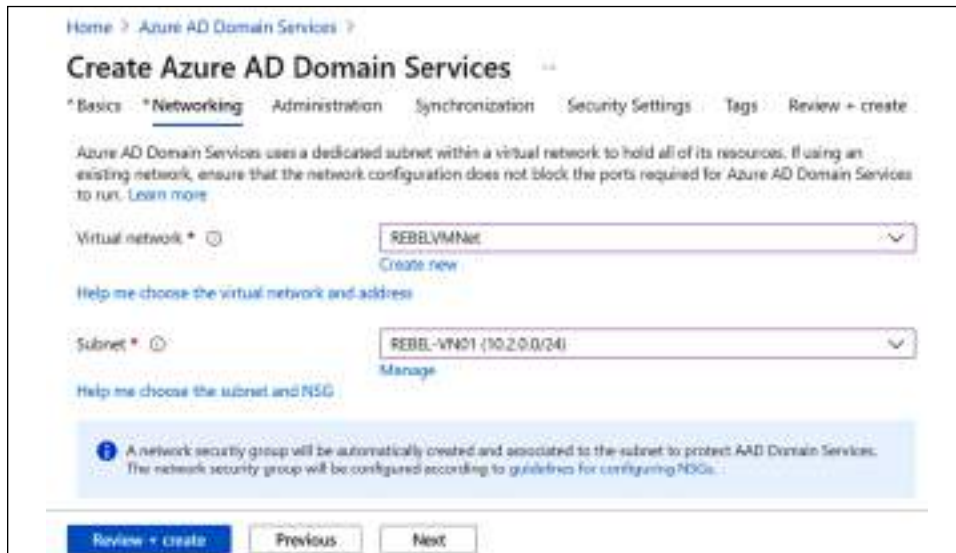 Home > Azure AD Domain Services >
Create Azure AD Domain Services ...
* Basics * Networking Administration Synchronization Security Settings Tags Review + create
Azure AD Domain Services uses a dedicated subnet within a virtual network to hold all of its resources. If using an
existing network, ensure that the network configuration does not block the ports required for Azure AD Domain Services
to run. Learn more
Virtual network * REBELVMNet
Create new
Help me choose the virtual network and address
Subnet * REBEL-VN01 (10.2.0.0/24)
Manage
Help me choose the subnet and NSG
A network security group will be automatically created and associated to the subnet to protect AAD Domain Services.
The network security group will be configured according to guidelines for configuring NSGs.
Review + create Previous Next